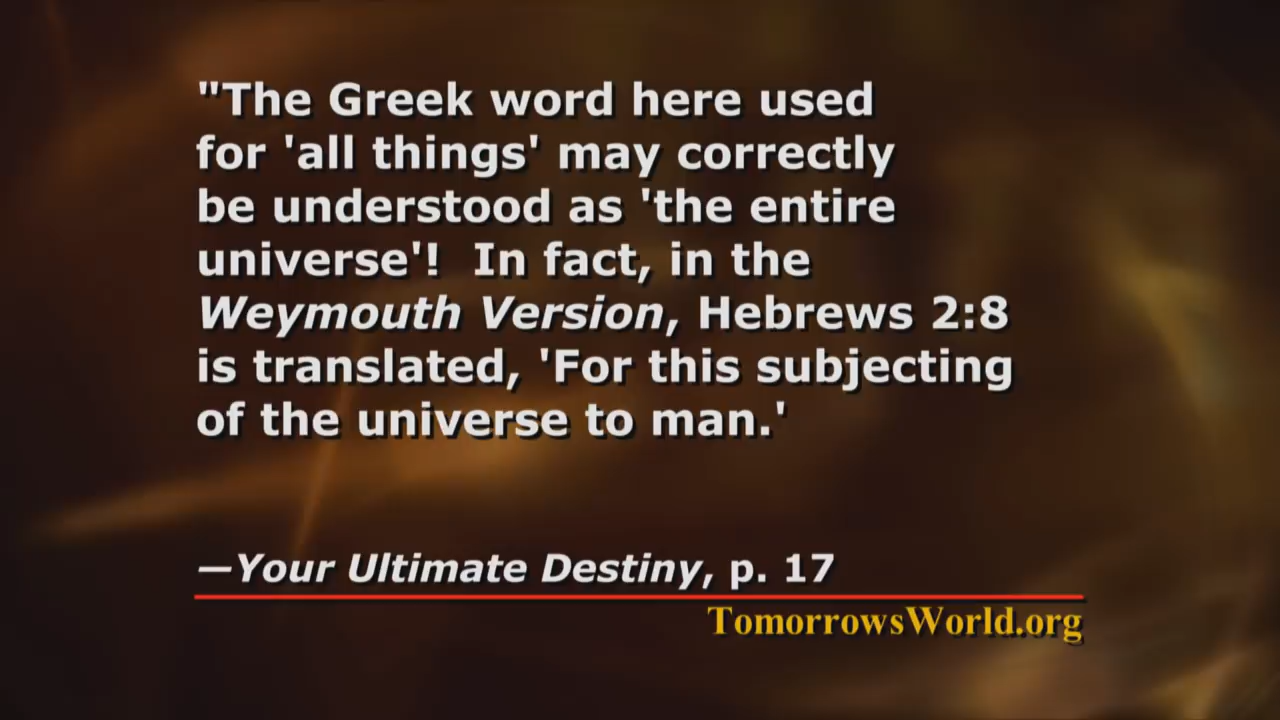 "The Greek word here used
for 'all things' may correctly
be understood as 'the entire
universe'!  In fact, in the
Weymouth Version, Hebrews 2:8
is translated, 'For this subjecting
of the universe to man.'
—Your Ultimate Destiny, p. 17
TomorrowsWorld.org